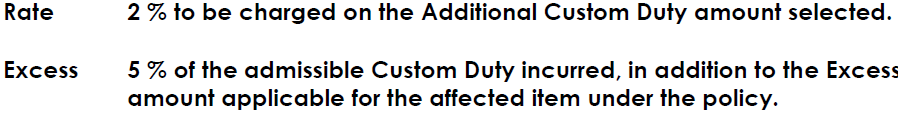 Rate 2 % to be charged on the Additional Custom Duty amount selected.
Excess 5 % of the admissible Custom Duty incurred, in addition to the Excess
amount applicable for the affected item under the policy.